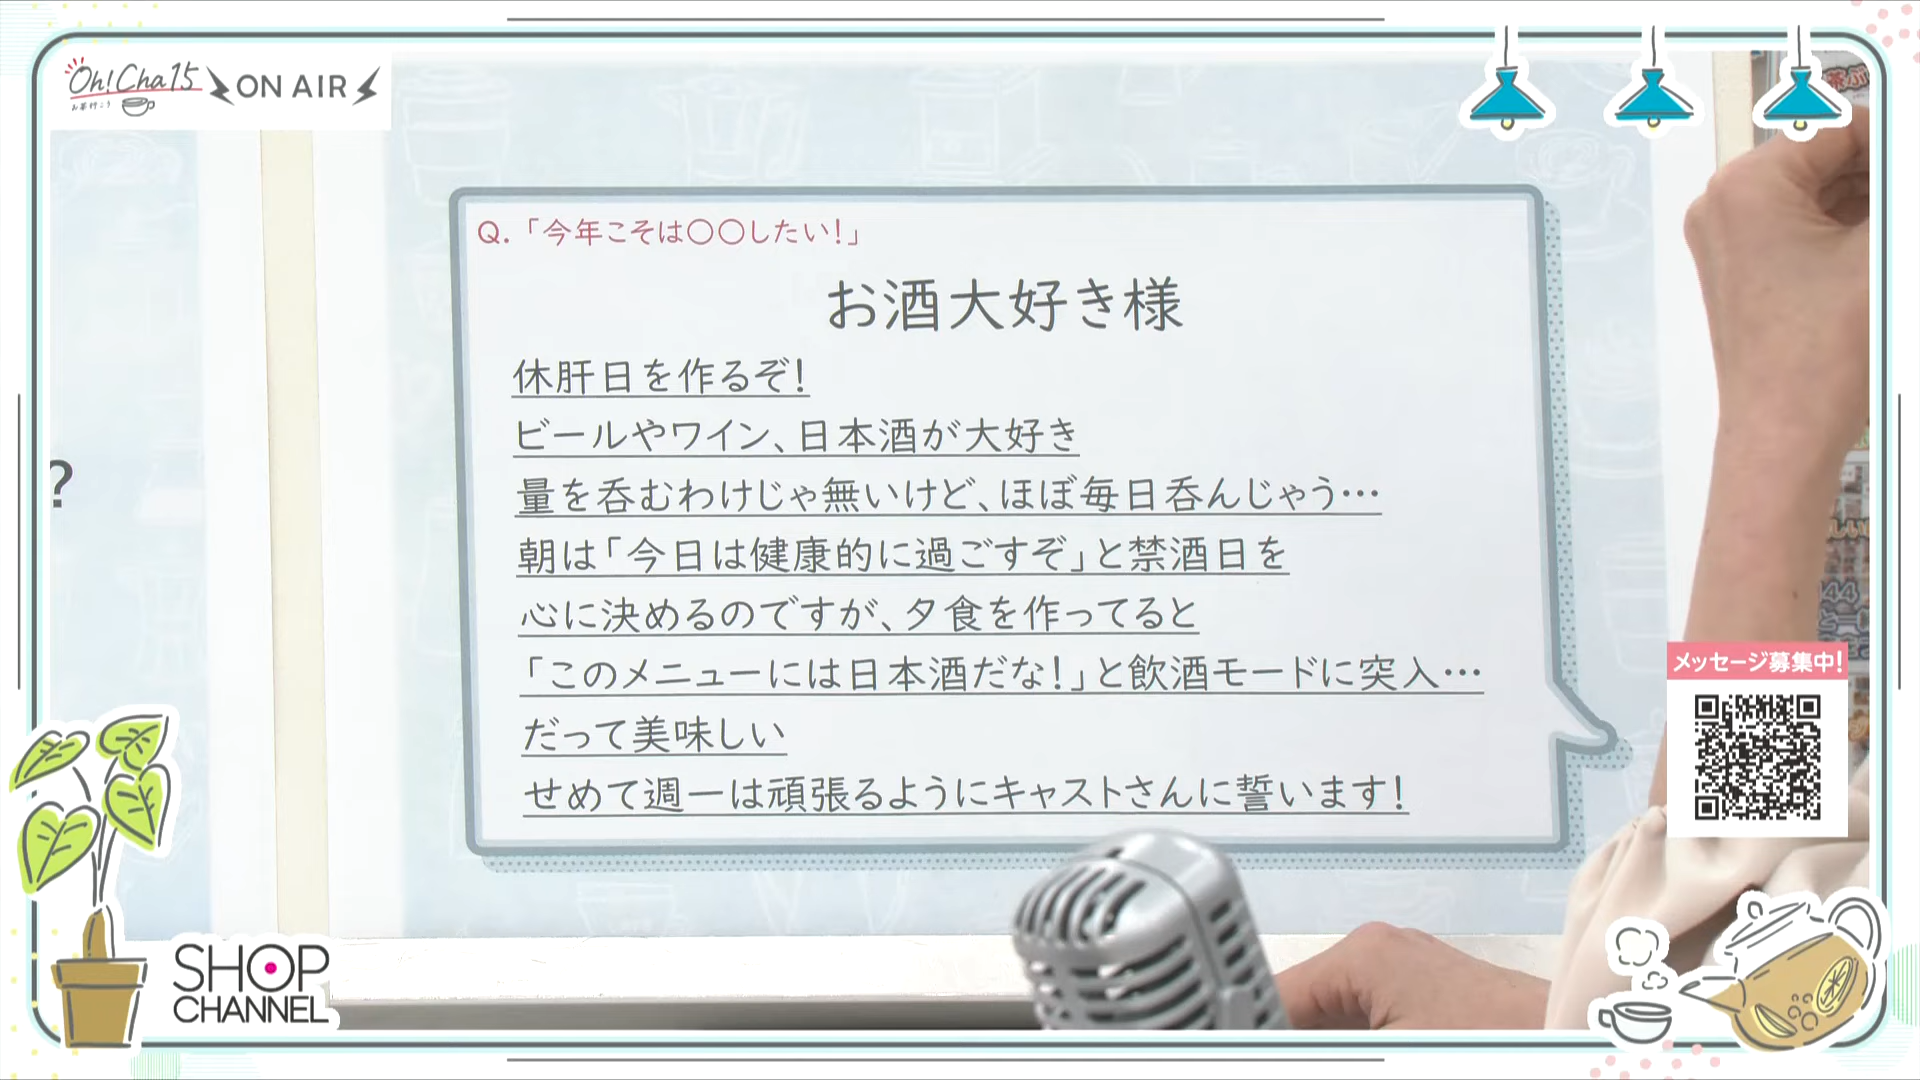 Oh!Cha15
お茶行こう
ON AIR
Q.「今年こそは〇〇したい!」
お酒大好き様
休肝日を作るぞ!
ビールやワイン、日本酒が大好き
量を呑むわけじゃ無いけど、ほぼ毎日呑んじゃう…
朝は「今日は健康的に過ごすぞ」と禁酒日を
心に決めるのですが、夕食を作ってると
「このメニューには日本酒だな!」と飲酒モードに突入…
だって美味しい
せめて週一は頑張るようにキャストさんに誓います!
?
メッセージ募集中!
SHOP
CHANNEL
44